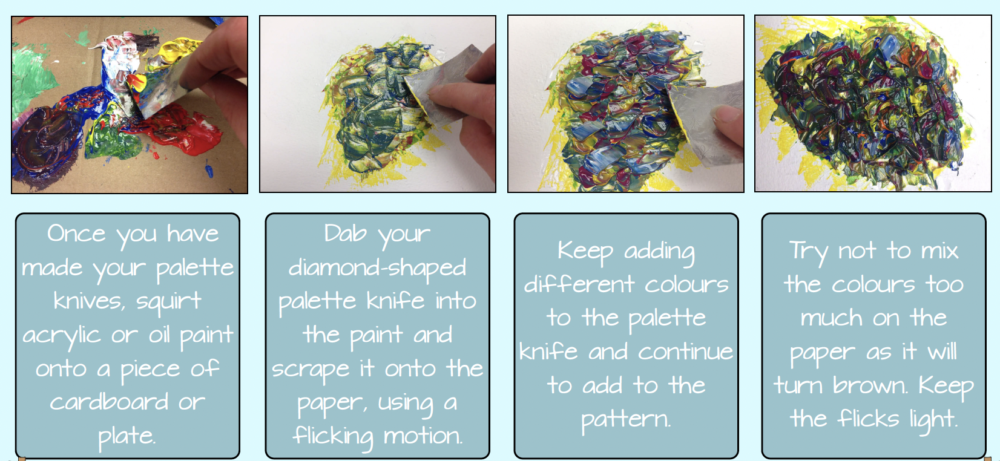 Once you have
made your palette
knives, squirt
acrylic or oil paint
onto a piece of
cardboard or
plate.
Dab your
diamond-shaped
palette knife into
the paint and
scrape it onto the
paper, using a
flicking motion.
Keep adding
different colours
to the palette
knife and continue
to add to the
pattern.
Try not to mix
the colours too
much on the
paper as it will
turn brown. Keep
the flicks light.